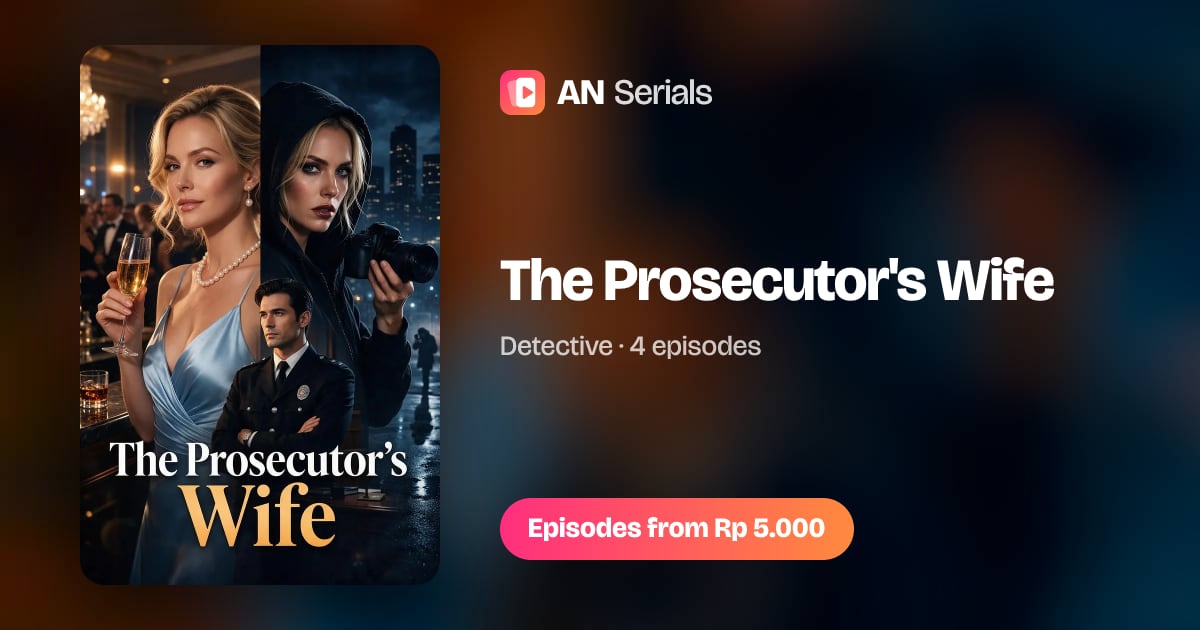 The Prosecutor's
Wife
AN Serials
The Prosecutor's Wife
Detective · 4 episodes
Episodes from Rp 5.000